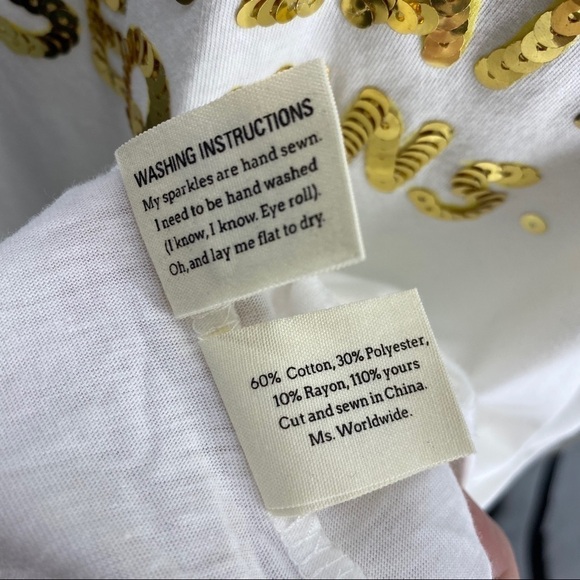 WASHING INSTRUCTIONS
My sparkles are hand sewn.
I need to be hand washed
(I know, I know. Eye roll).
Oh, and lay me flat to dry.
60% Cotton, 30% Polyester,
10% Rayon, 110% yours
Cut and sewn in China.
Ms. Worldwide.